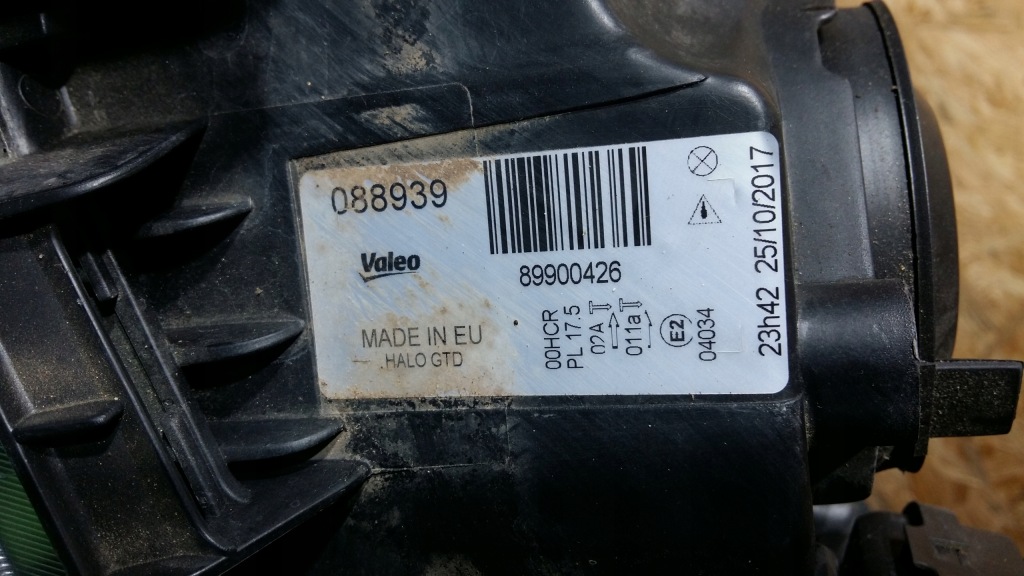 088939
Valeo
MADE IN EU
HALO GTD
89900426
00HCR
PL 17.5
02A
011a
E2
04034
23h42 25/10/2017